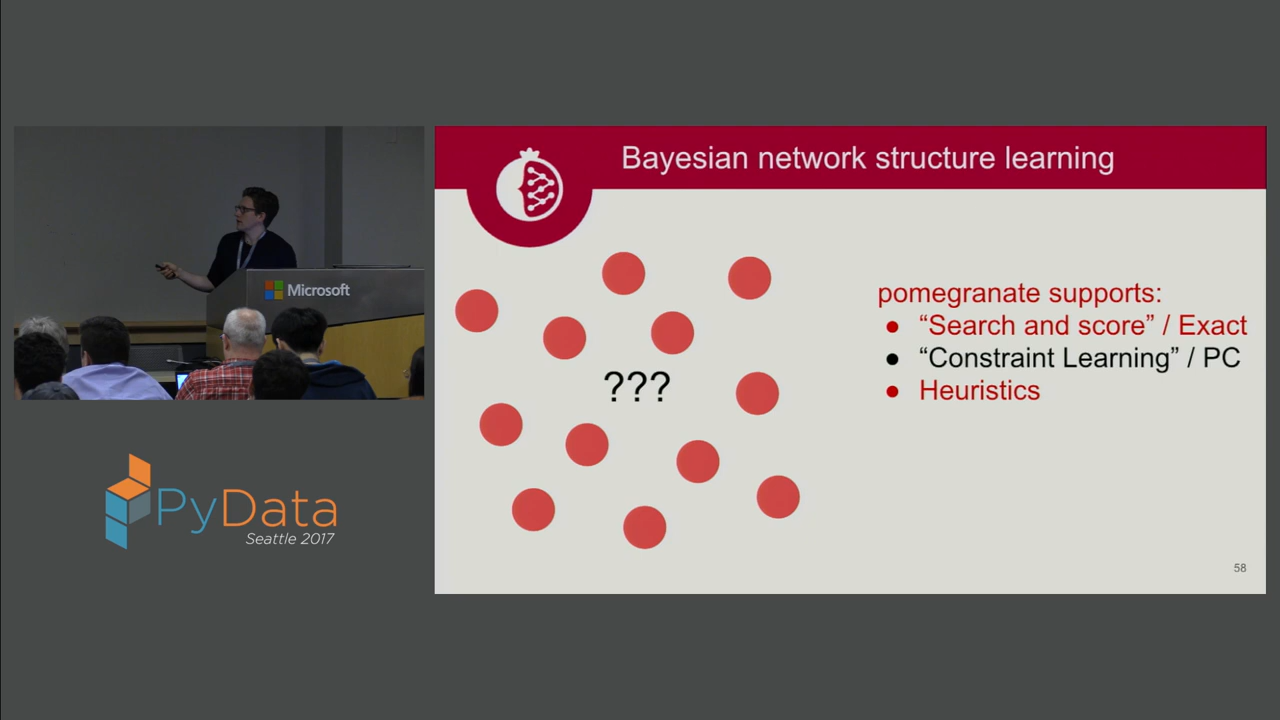 Bayesian network structure learning
pomegranate supports:
● “Search and score” / Exact
● “Constraint Learning” / PC
● Heuristics
???
58
Microsoft
PyData
Seattle 2017